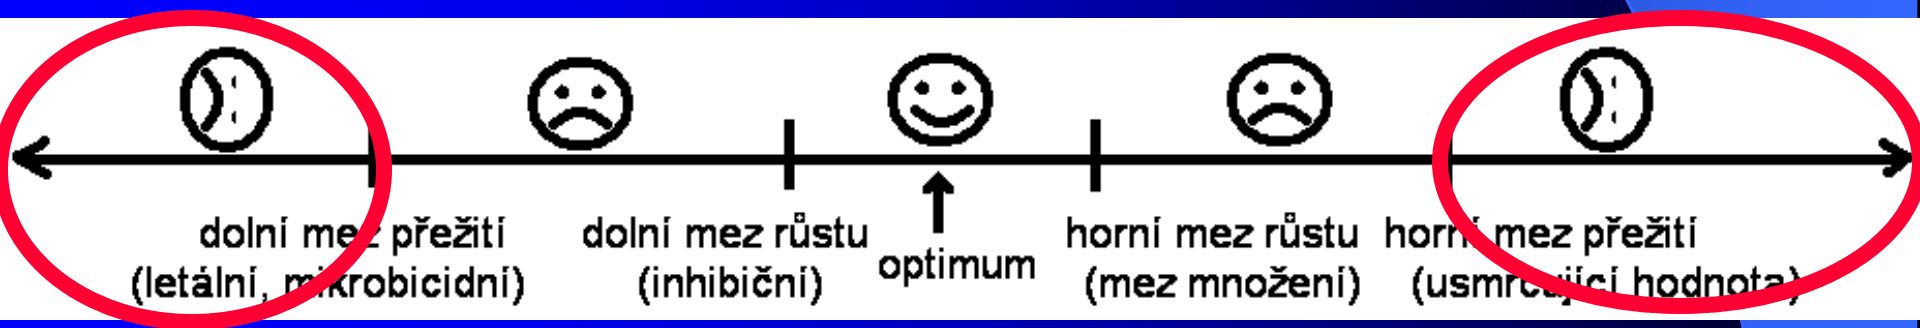 dolní mez přežití
(letální, mikrobicidní)
dolní mez růstu
(inhibiční)
optimum
horní mez růstu
(mez množení)
horní mez přežití
(usmrcující hodnota)